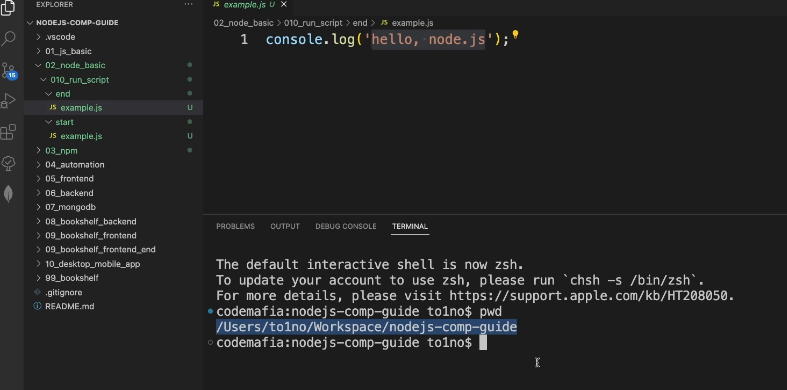 EXPLORER
···
JS example.js U ×
NODEJS-COMP-GUIDE
02_node_basic > 010_run_script > end > JS example.js
1 console.log('hello, node.js');
.vscode
01_js_basic
02_node_basic
010_run_script
end
JS example.js U
start
JS example.js U
03_npm
04_automation
05_frontend
06_backend
07_mongodb
08_bookshelf_backend
09_bookshelf_frontend
09_bookshelf_frontend_end
10_desktop_mobile_app
99_bookshelf
.gitignore
README.md
15
PROBLEMS OUTPUT DEBUG CONSOLE TERMINAL
The default interactive shell is now zsh.
To update your account to use zsh, please run `chsh -s /bin/zsh`.
For more details, please visit https://support.apple.com/kb/HT208050.
codemafia:nodejs-comp-guide to1no$ pwd
/Users/to1no/Workspace/nodejs-comp-guide
codemafia:nodejs-comp-guide to1no$